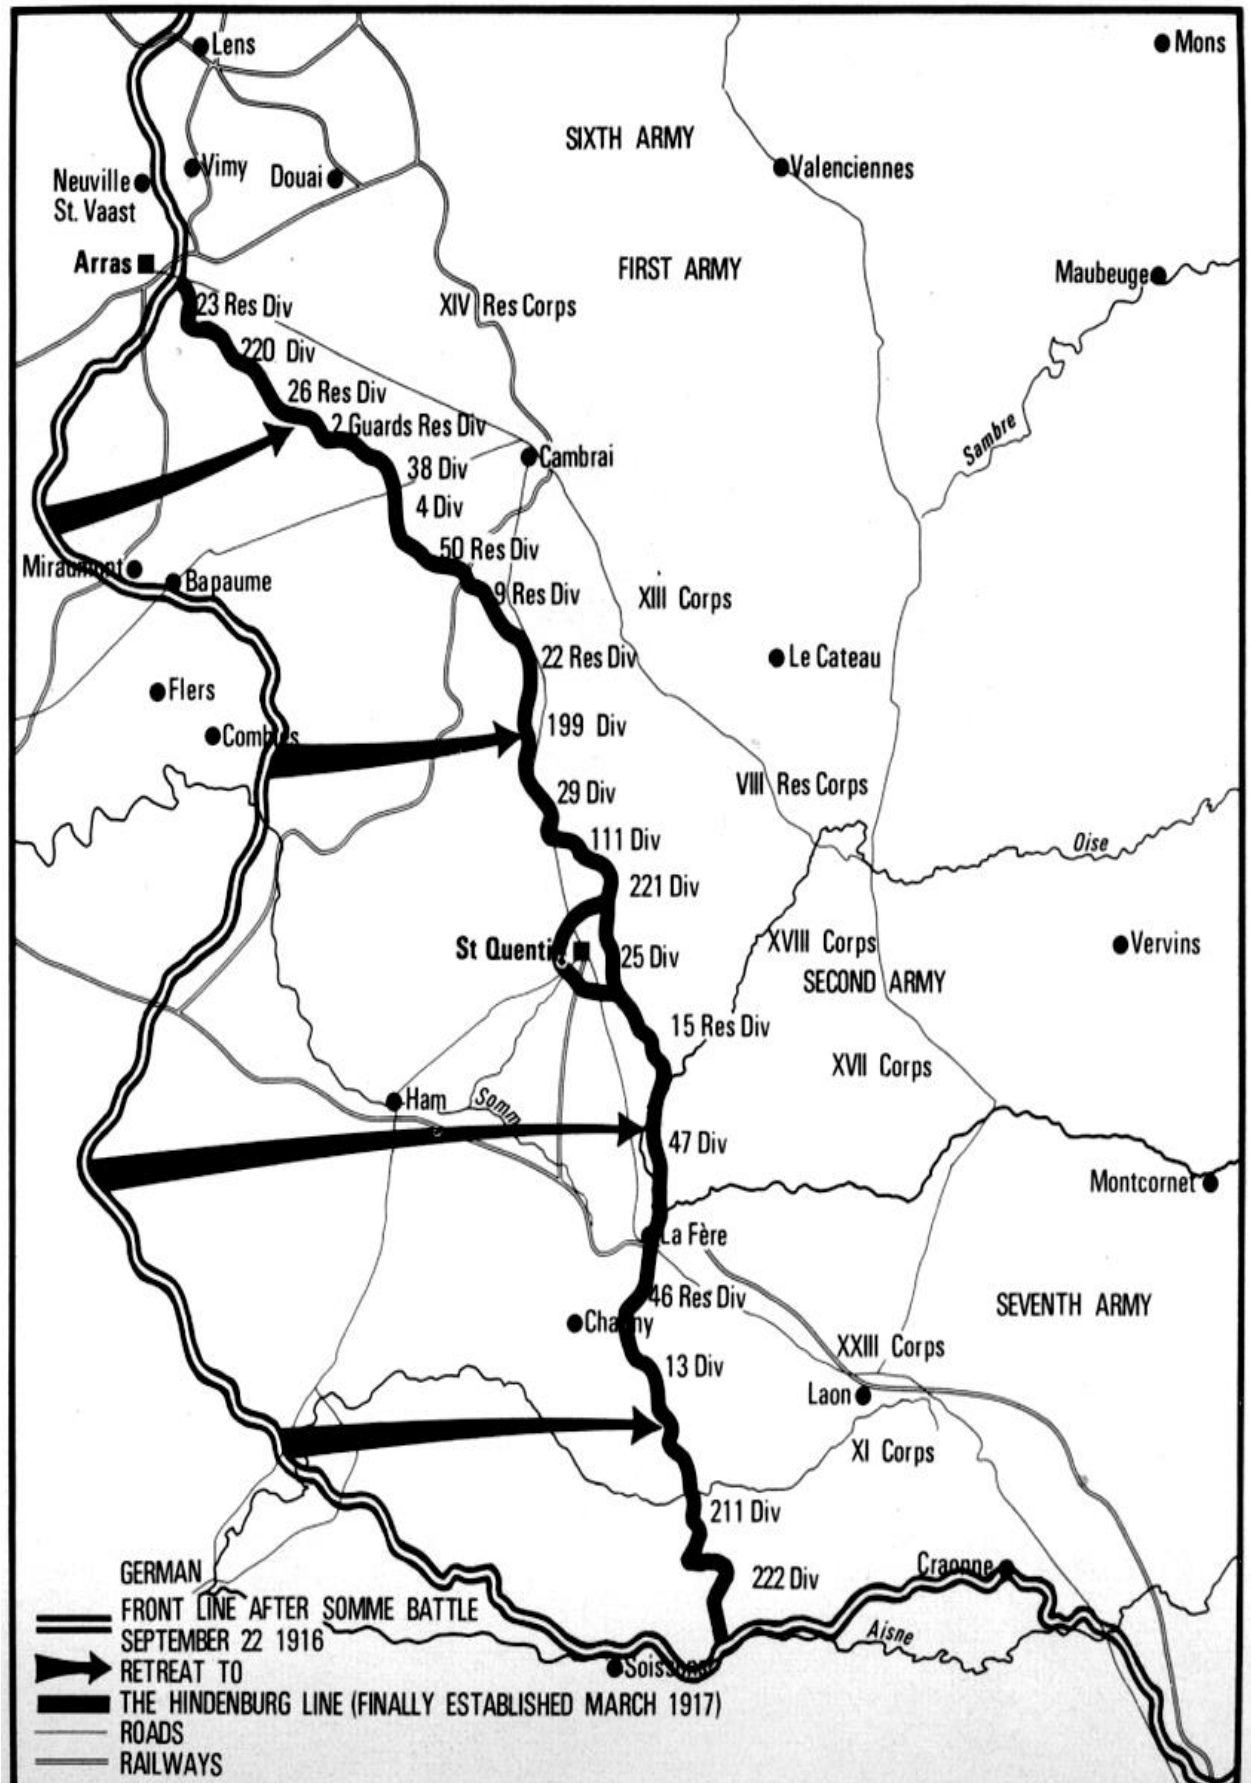 Lens
Mons
SIXTH ARMY
Vimy
Douai
Valenciennes
Neuville
St. Vaast
Arras
FIRST ARMY
Maubeuge
23 Res Div
XIV Res Corps
220 Div
26 Res Div
2 Guards Res Div
Sambre
Cambrai
38 Div
4 Div
50 Res Div
Miraumont
Bapaume
9 Res Div
XIII Corps
22 Res Div
Le Cateau
Flers
199 Div
Combles
VIII Res Corps
29 Div
111 Div
Oise
221 Div
St Quentin
25 Div
XVIII Corps
Vervins
SECOND ARMY
15 Res Div
XVII Corps
Ham
Somm
47 Div
Montcornet
La Fère
46 Res Div
SEVENTH ARMY
Chauny
XXIII Corps
13 Div
Laon
XI Corps
211 Div
222 Div
Craonne
Aisne
Soissons
GERMAN
FRONT LINE AFTER SOMME BATTLE
SEPTEMBER 22 1916
RETREAT TO
THE HINDENBURG LINE (FINALLY ESTABLISHED MARCH 1917)
ROADS
RAILWAYS